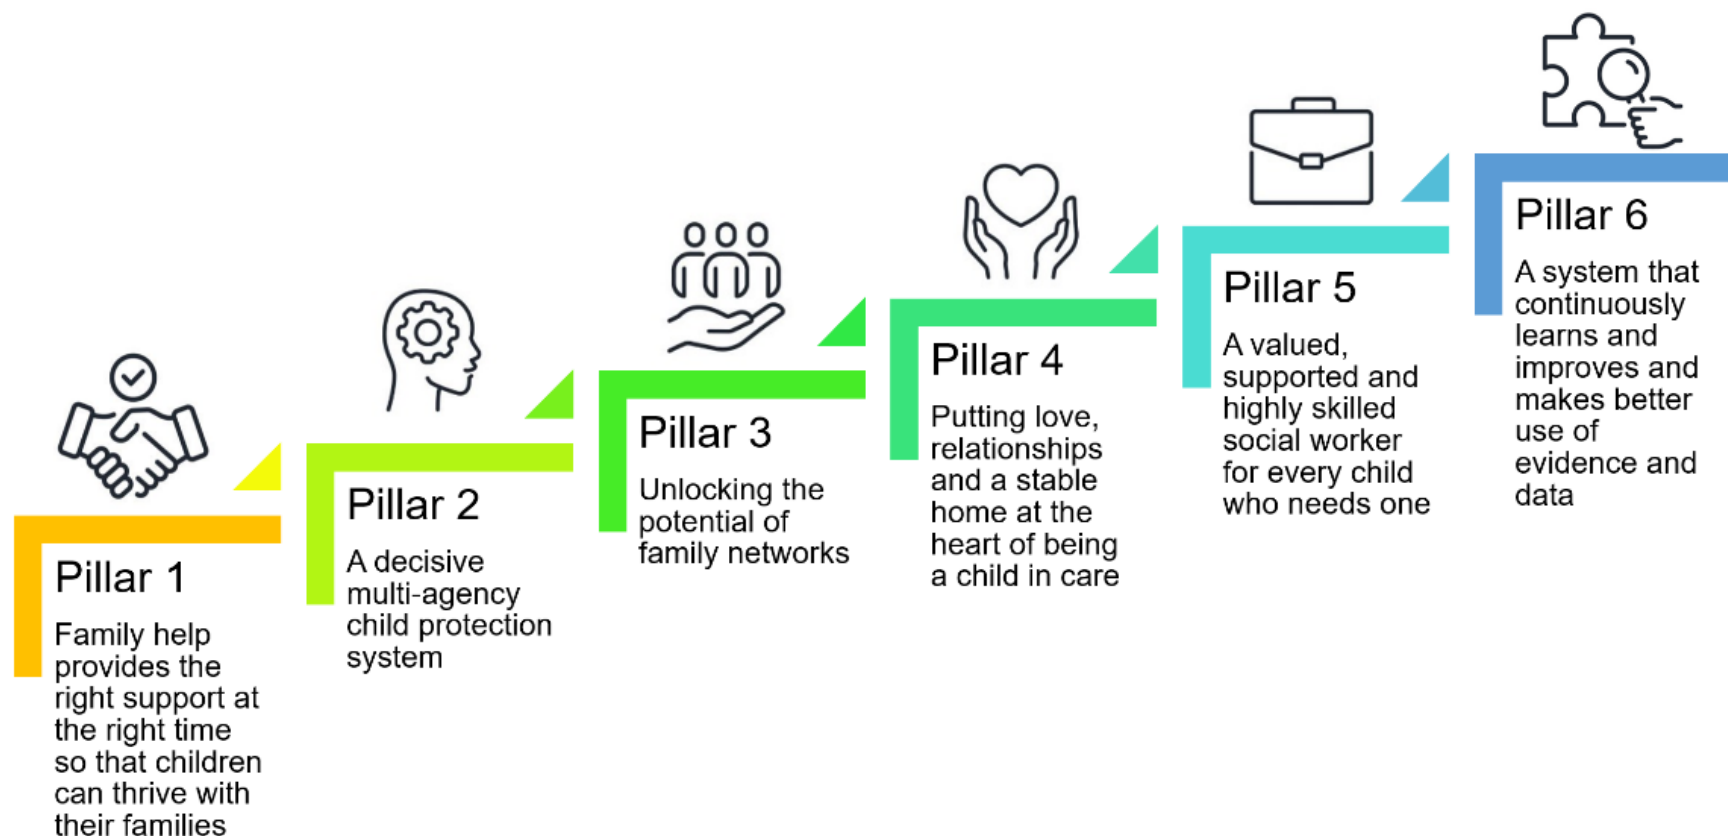 Pillar 1
Family help
provides the
right support at
the right time
so that children
can thrive with
their families
Pillar 2
A decisive
multi-agency
child protection
system
Pillar 3
Unlocking the
potential of
family networks
Pillar 4
Putting love,
relationships
and a stable
home at the
heart of being
a child in care
Pillar 5
A valued,
supported and
highly skilled
social worker
for every child
who needs one
Pillar 6
A system that
continuously
learns and
improves and
makes better
use of
evidence and
data